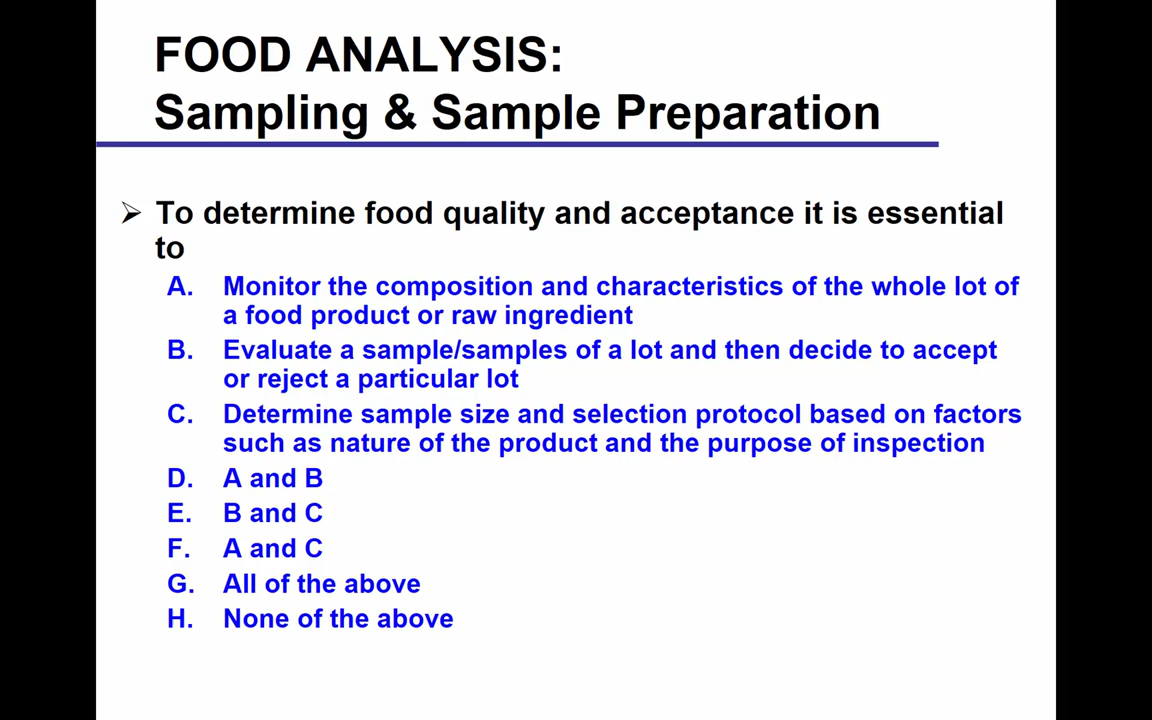 FOOD ANALYSIS:
Sampling & Sample Preparation
➢ To determine food quality and acceptance it is essential
to
A. Monitor the composition and characteristics of the whole lot of
a food product or raw ingredient
B. Evaluate a sample/samples of a lot and then decide to accept
or reject a particular lot
C. Determine sample size and selection protocol based on factors
such as nature of the product and the purpose of inspection
D. A and B
E. B and C
F. A and C
G. All of the above
H. None of the above